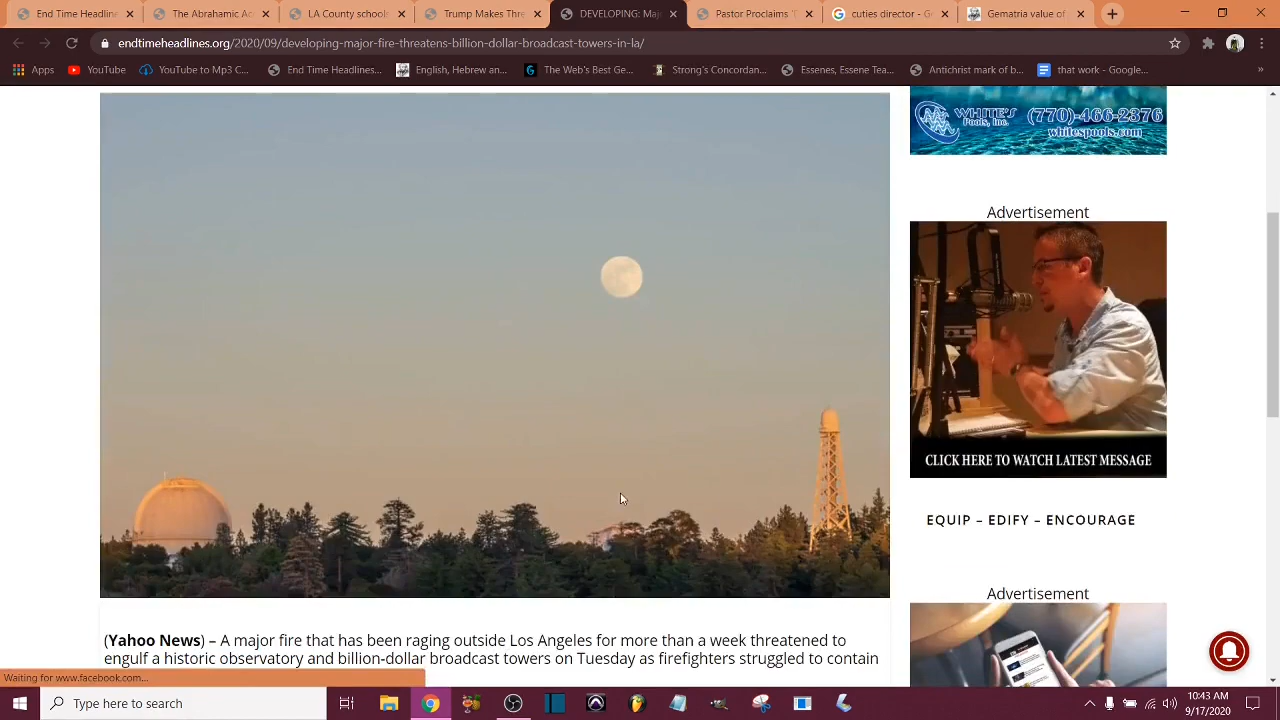 End Time Headlines
The Abrahamic Ac
LA County schools
Trump Makes Thre
DEVELOPING: Maj
Pastor Proclaims '
cuties director - G
Gematria value of
endtimeheadlines.org/2020/09/developing-major-fire-threatens-billion-dollar-broadcast-towers-in-la/
Apps
YouTube
YouTube to Mp3 C...
End Time Headlines...
English, Hebrew an...
The Web's Best Ge...
Strong's Concordan...
Essenes, Essene Tea...
Antichrist mark of b...
that work - Google...
»
WHITE'S
Pools, Inc.
(770)-466-2376
whitespools.com
Advertisement
CLICK HERE TO WATCH LATEST MESSAGE
EQUIP – EDIFY – ENCOURAGE
Advertisement
(Yahoo News) – A major fire that has been raging outside Los Angeles for more than a week threatened to
engulf a historic observatory and billion-dollar broadcast towers on Tuesday as firefighters struggled to contain
Waiting for www.facebook.com...
Type here to search
10:43 AM
9/17/2020